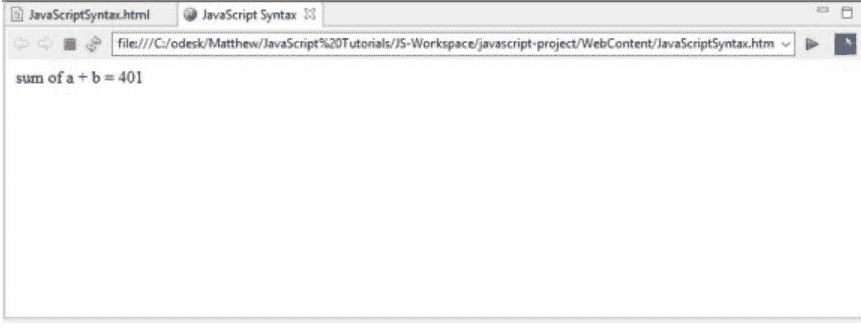 JavaScriptSyntax.html
JavaScript Syntax
file:///C:/odesk/Matthew/JavaScript%20Tutorials/JS-Workspace/javascript-project/WebContent/JavaScriptSyntax.htm
sum of a + b = 401